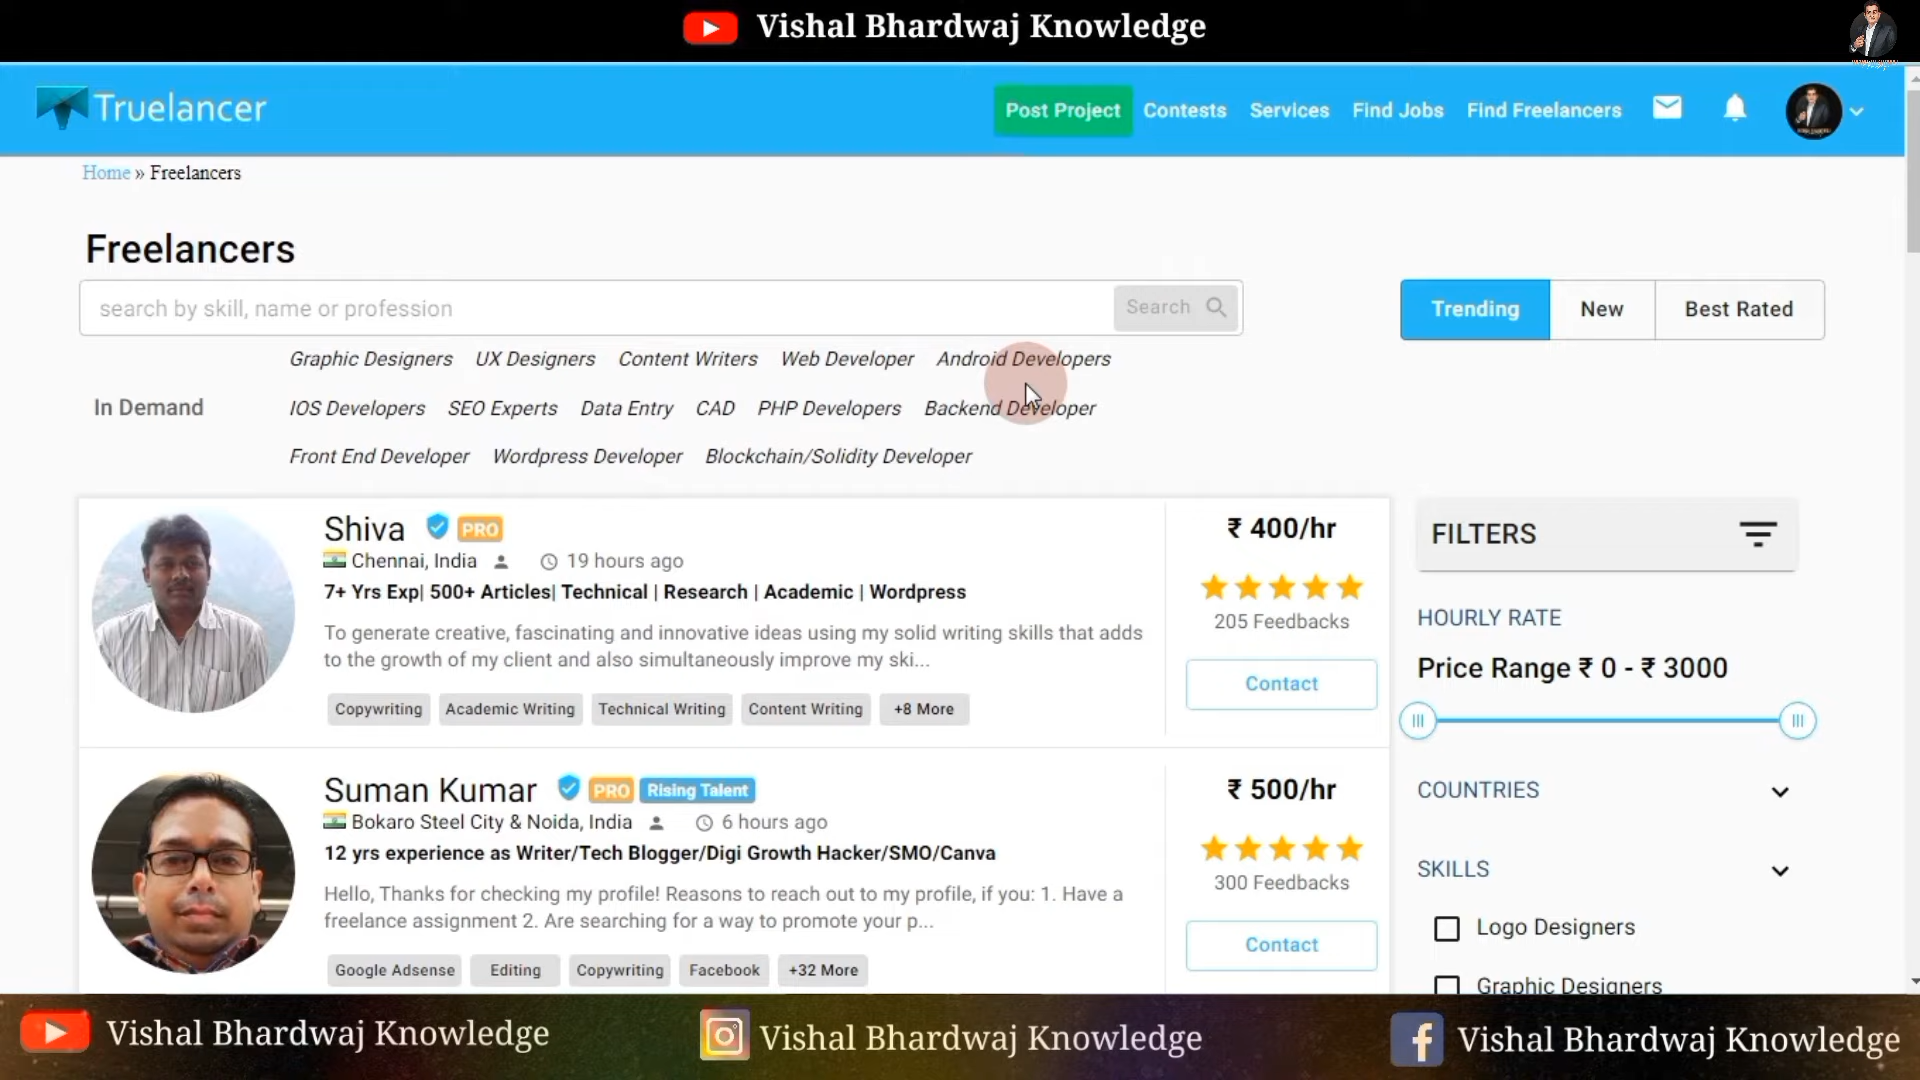 Vishal Bhardwaj Knowledge
Truelancer
Post Project Contests Services Find Jobs Find Freelancers
Home » Freelancers
Freelancers
search by skill, name or profession Search
Trending New Best Rated
Graphic Designers UX Designers Content Writers Web Developer Android Developers
In Demand IOS Developers SEO Experts Data Entry CAD PHP Developers Backend Developer
Front End Developer Wordpress Developer Blockchain/Solidity Developer
Shiva PRO
Chennai, India 19 hours ago
7+ Yrs Exp| 500+ Articles| Technical | Research | Academic | Wordpress
To generate creative, fascinating and innovative ideas using my solid writing skills that adds
to the growth of my client and also simultaneously improve my ski...
Copywriting Academic Writing Technical Writing Content Writing +8 More
₹ 400/hr
205 Feedbacks
Contact
Suman Kumar PRO Rising Talent
Bokaro Steel City & Noida, India 6 hours ago
12 yrs experience as Writer/Tech Blogger/Digi Growth Hacker/SMO/Canva
Hello, Thanks for checking my profile! Reasons to reach out to my profile, if you: 1. Have a
freelance assignment 2. Are searching for a way to promote your p...
Google Adsense Editing Copywriting Facebook +32 More
₹ 500/hr
300 Feedbacks
Contact
FILTERS
HOURLY RATE
Price Range ₹ 0 - ₹ 3000
COUNTRIES
SKILLS
Logo Designers
Graphic Designers
Vishal Bhardwaj Knowledge Vishal Bhardwaj Knowledge Vishal Bhardwaj Knowledge